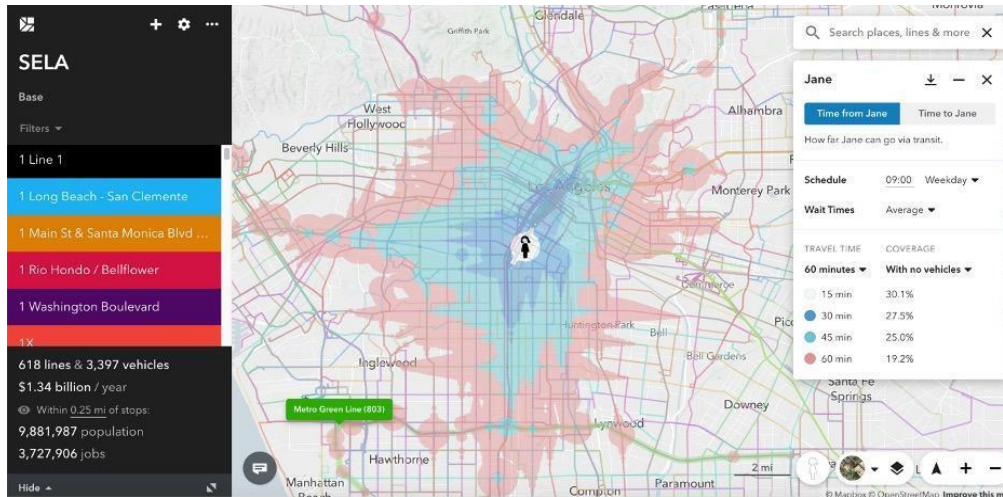 SELA
Base
Filters
1 Line 1
1 Long Beach - San Clemente
1 Main St & Santa Monica Blvd ...
1 Rio Hondo / Bellflower
1 Washington Boulevard
1X
618 lines & 3,397 vehicles
$1.34 billion / year
Within 0.25 mi of stops:
9,881,987 population
3,727,906 jobs
Hide
Glendale
Griffith Park
Pasadena
Monrovia
West
Hollywood
Beverly Hills
Alhambra
Los Angeles
Monterey Park
Commerce
Huntington Park
Bell
Bell Gardens
Inglewood
Santa Fe
Springs
Downey
Metro Green Line (803)
Lynwood
Hawthorne
Manhattan
Beach
Compton
Paramount
2 mi
Search places, lines & more
Jane
Time from Jane
Time to Jane
How far Jane can go via transit.
Schedule 09:00 Weekday
Wait Times Average
TRAVEL TIME COVERAGE
60 minutes With no vehicles
15 min 30.1%
30 min 27.5%
45 min 25.0%
60 min 19.2%
© Mapbox © OpenStreetMap Improve this m